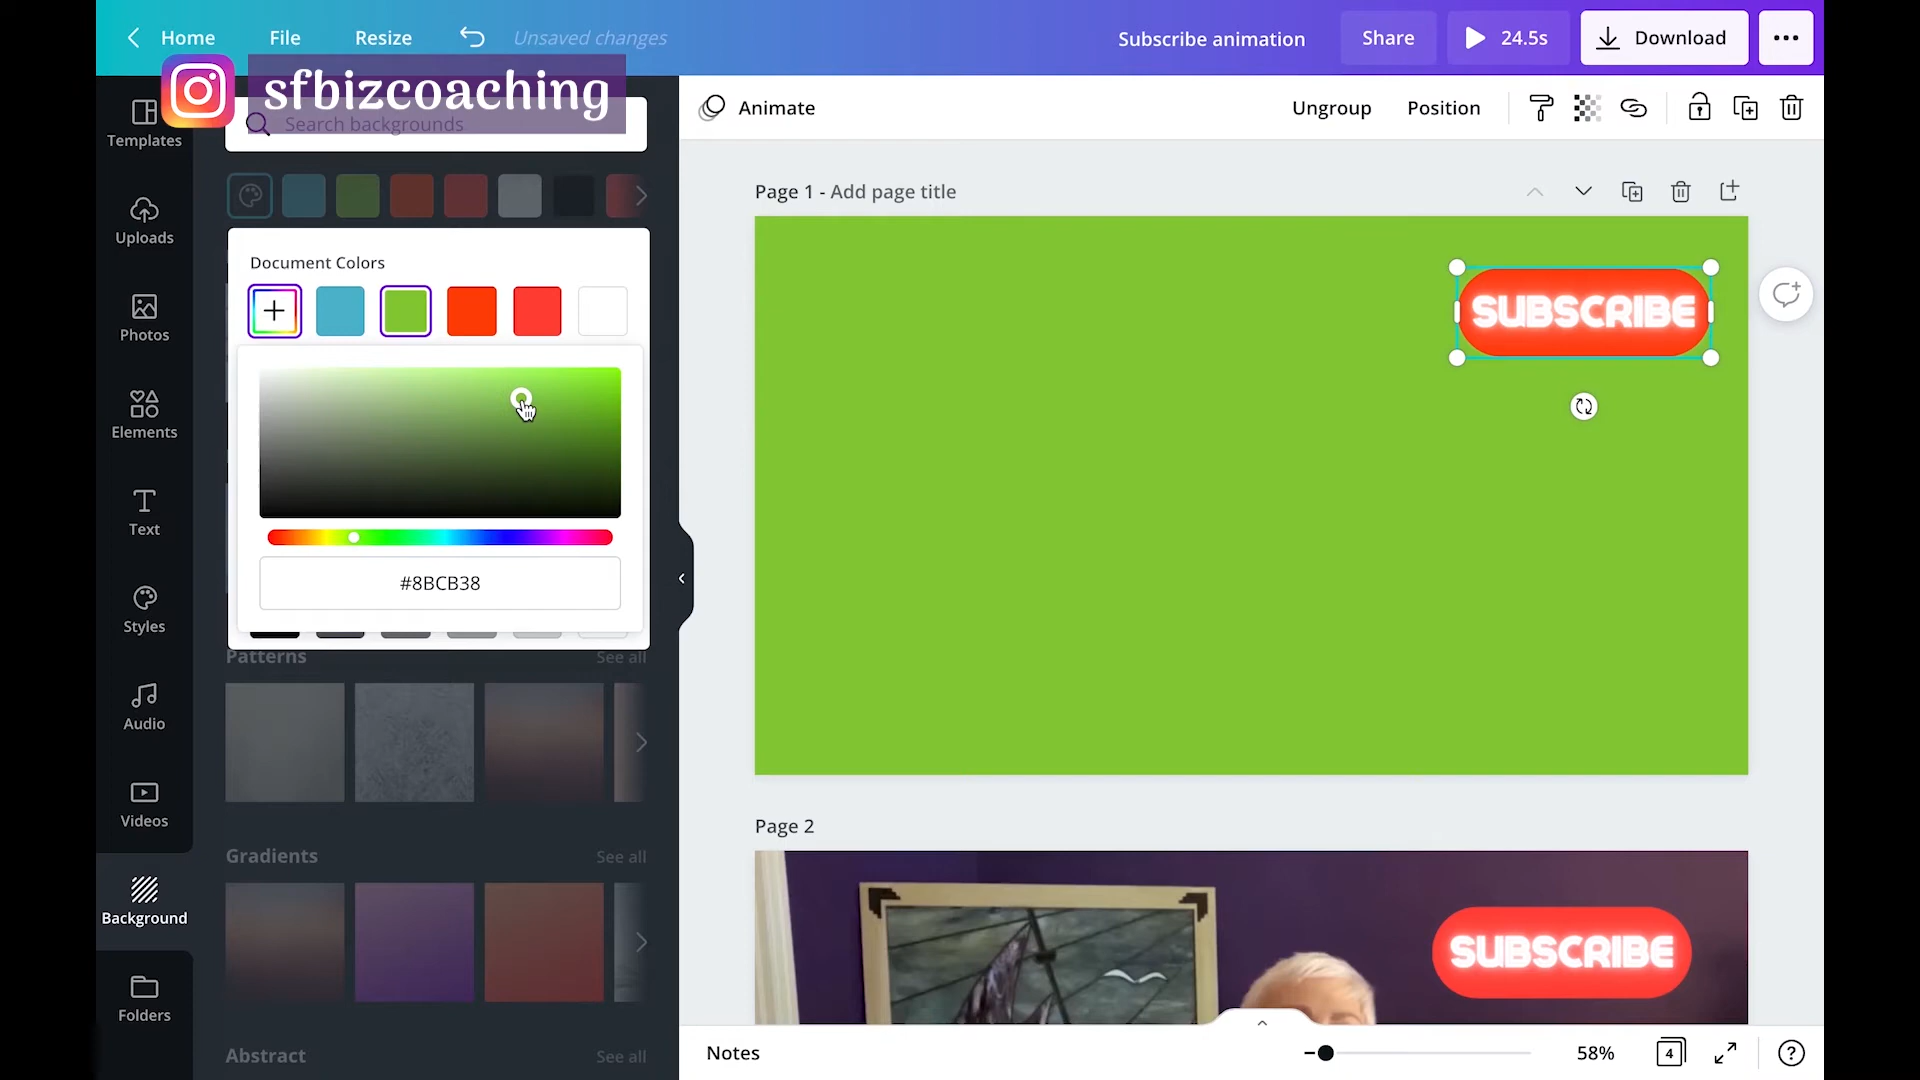 Home
File
Resize
Unsaved changes
Subscribe animation
Share
24.5s
Download
sfbizcoaching
Search backgrounds
Templates
Uploads
Photos
Elements
Text
Styles
Audio
Videos
Background
Folders
Document Colors
#8BCB38
Patterns
See all
Gradients
See all
Abstract
See all
Animate
Ungroup
Position
Page 1 - Add page title
SUBSCRIBE
Page 2
SUBSCRIBE
Notes
58%
4